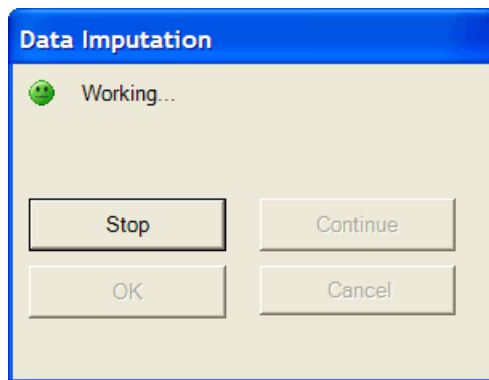 Data Imputation
Working...
Stop
Continue
OK
Cancel